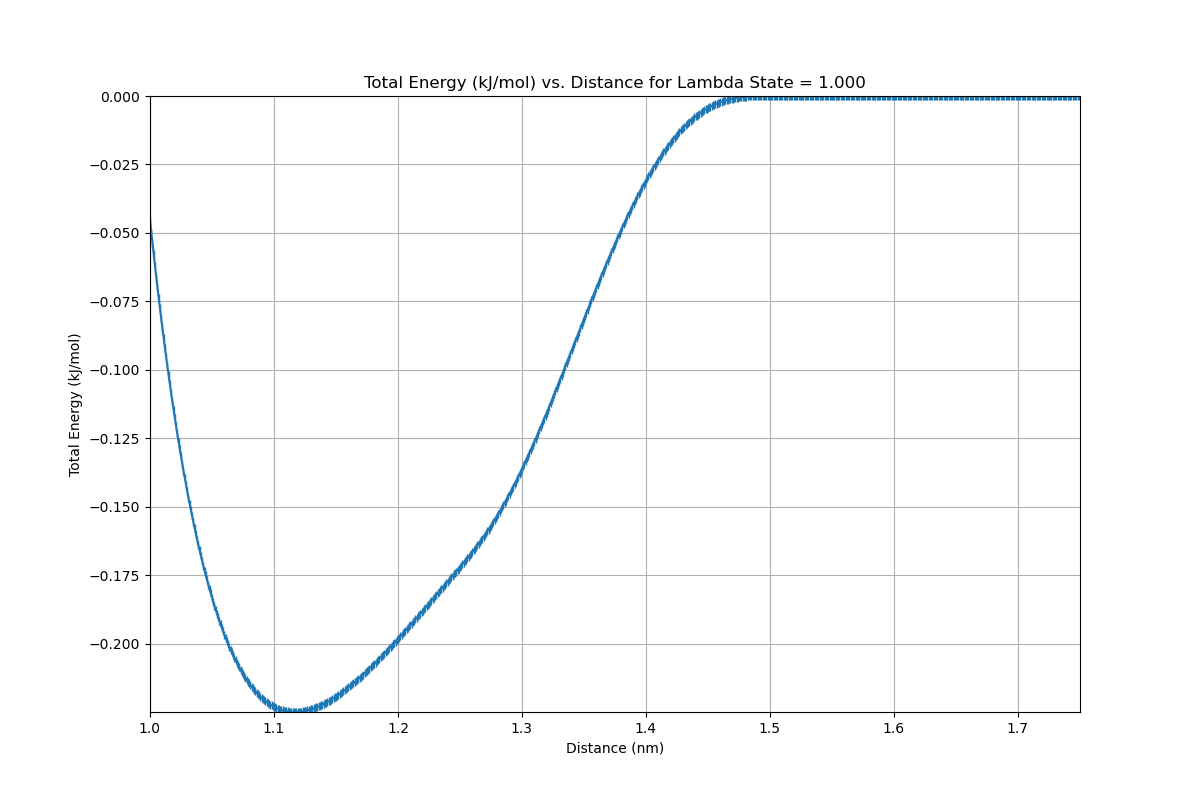 Total Energy (kJ/mol) vs. Distance for Lambda State = 1.000
Total Energy (kJ/mol)
0.000
−0.025
−0.050
−0.075
−0.100
−0.125
−0.150
−0.175
−0.200
1.0 1.1 1.2 1.3 1.4 1.5 1.6 1.7
Distance (nm)